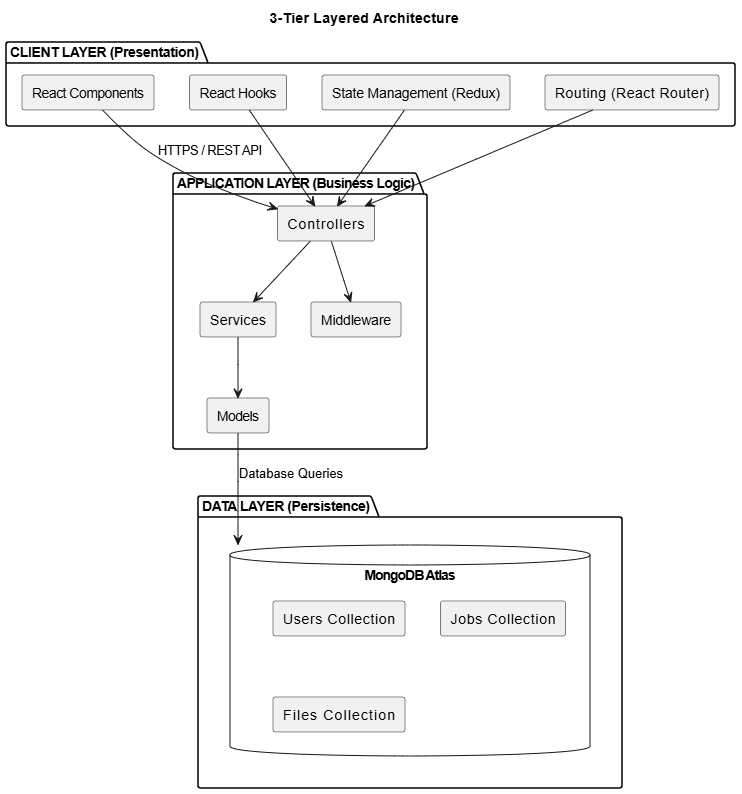 3-Tier Layered Architecture
CLIENT LAYER (Presentation)
React Components
React Hooks
State Management (Redux)
Routing (React Router)
HTTPS / REST API
APPLICATION LAYER (Business Logic)
Controllers
Services
Middleware
Models
Database Queries
DATA LAYER (Persistence)
MongoDB Atlas
Users Collection
Jobs Collection
Files Collection